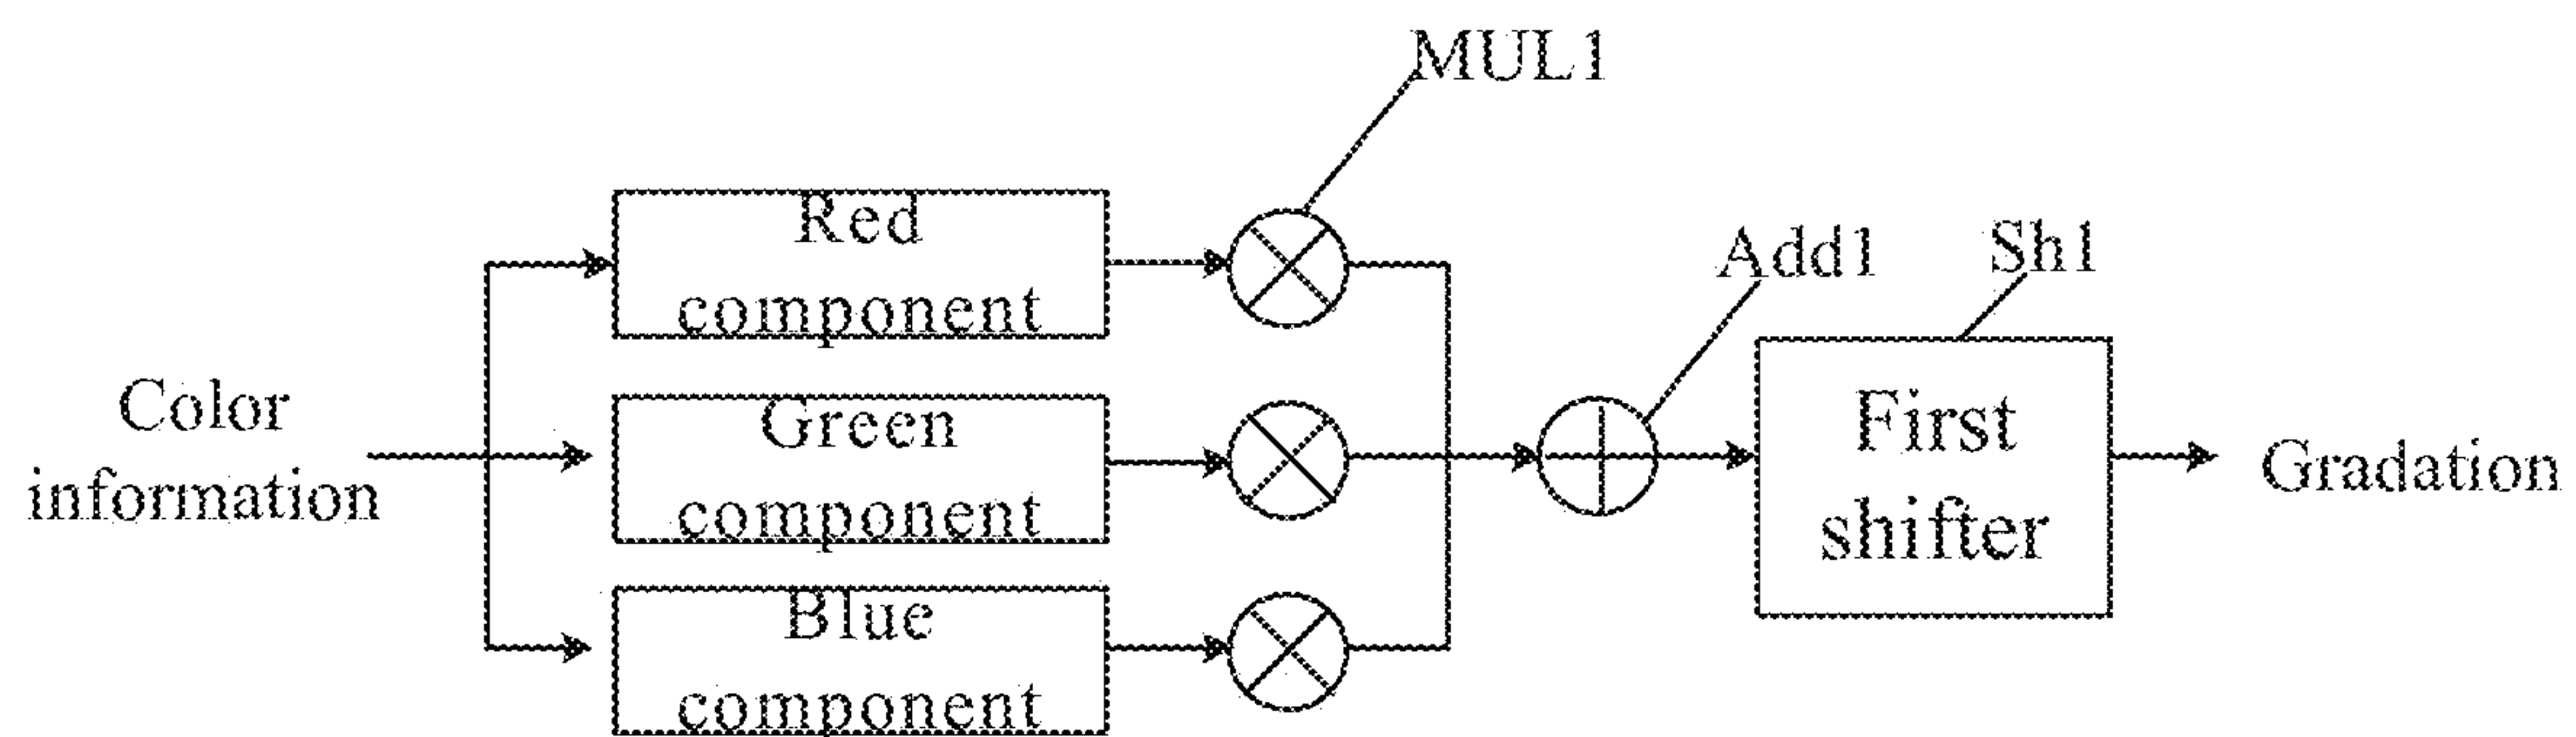 MUL1
Red
component
Add1
Sh1
Color
information
Green
component
First
shifter
Gradation
Blue
component